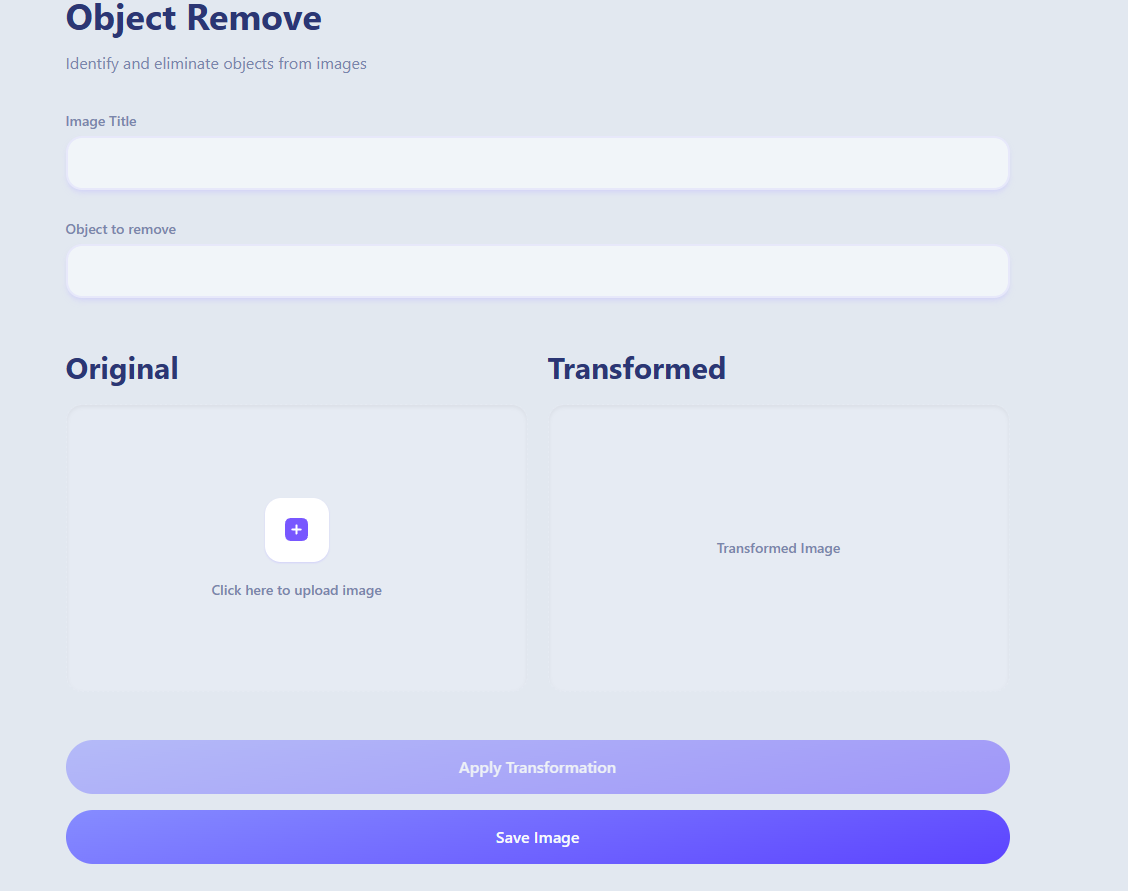 Object Remove
Identify and eliminate objects from images
Image Title
Object to remove
Original
Transformed
Click here to upload image
Transformed Image
Apply Transformation
Save Image